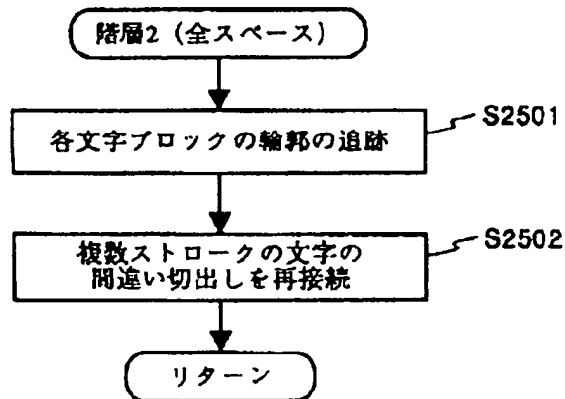 階層2（全スペース）
各文字ブロックの輪郭の追跡
S2501
複数ストロークの文字の
間違い切出しを再接続
S2502
リターン